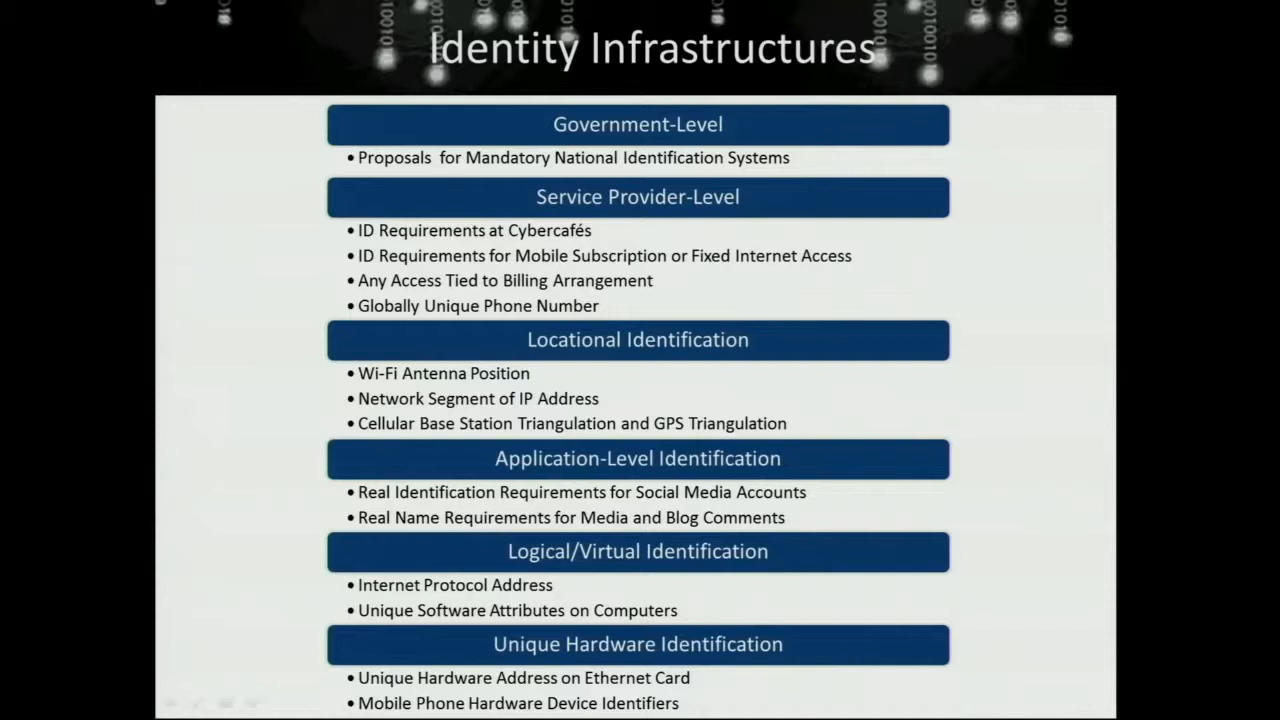 Identity Infrastructures
Government-Level
• Proposals for Mandatory National Identification Systems
Service Provider-Level
• ID Requirements at Cybercafés
• ID Requirements for Mobile Subscription or Fixed Internet Access
• Any Access Tied to Billing Arrangement
• Globally Unique Phone Number
Locational Identification
• Wi-Fi Antenna Position
• Network Segment of IP Address
• Cellular Base Station Triangulation and GPS Triangulation
Application-Level Identification
• Real Identification Requirements for Social Media Accounts
• Real Name Requirements for Media and Blog Comments
Logical/Virtual Identification
• Internet Protocol Address
• Unique Software Attributes on Computers
Unique Hardware Identification
• Unique Hardware Address on Ethernet Card
• Mobile Phone Hardware Device Identifiers